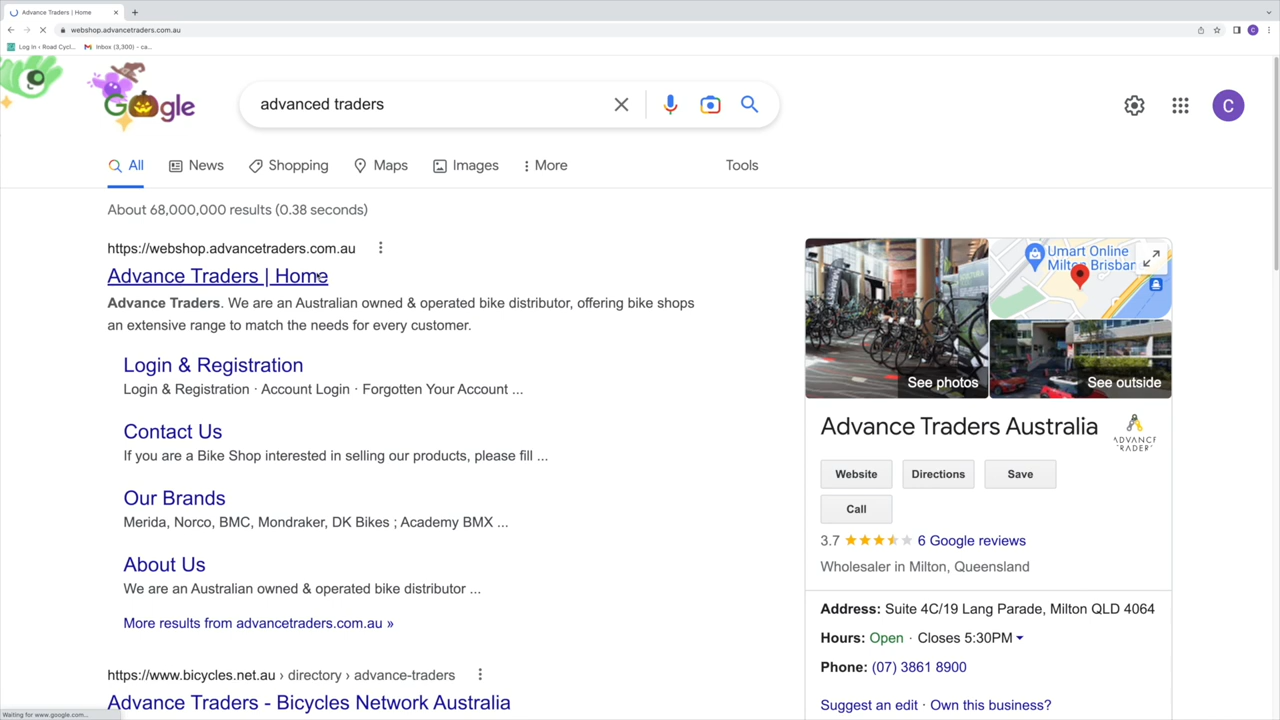 Advance Traders | Home
webshop.advancetraders.com.au
Log In ‹ Road Cycl...
Inbox (3,300) - ca...
C
Google
advanced traders
C
All
News
Shopping
Maps
Images
More
Tools
About 68,000,000 results (0.38 seconds)
https://webshop.advancetraders.com.au
Advance Traders | Home
Advance Traders. We are an Australian owned & operated bike distributor, offering bike shops
an extensive range to match the needs for every customer.
Login & Registration
Login & Registration · Account Login · Forgotten Your Account ...
Contact Us
If you are a Bike Shop interested in selling our products, please fill ...
Our Brands
Merida, Norco, BMC, Mondraker, DK Bikes ; Academy BMX ...
About Us
We are an Australian owned & operated bike distributor ...
More results from advancetraders.com.au »
https://www.bicycles.net.au › directory › advance-traders
Advance Traders - Bicycles Network Australia
Umart Online
Milton Brisban
See photos
See outside
Advance Traders Australia
ADVANCE
TRADERS
Website
Directions
Save
Call
3.7
6 Google reviews
Wholesaler in Milton, Queensland
Address: Suite 4C/19 Lang Parade, Milton QLD 4064
Hours: Open · Closes 5:30PM
Phone: (07) 3861 8900
Suggest an edit · Own this business?
Waiting for www.google.com...